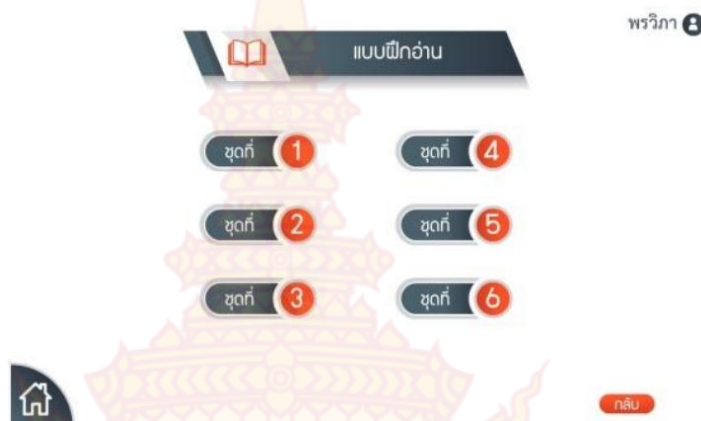 พรวิภา
แบบฝึกอ่าน
ชุดที่ 1
ชุดที่ 4
ชุดที่ 2
ชุดที่ 5
ชุดที่ 3
ชุดที่ 6
กลับ